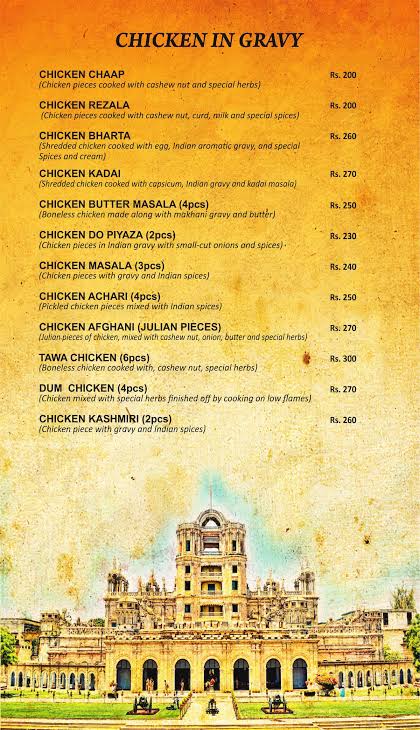 CHICKEN IN GRAVY
CHICKEN CHAAP Rs. 200
(Chicken pieces cooked with cashew nut and special herbs)
CHICKEN REZALA Rs. 200
(Chicken pieces cooked with cashew nut, curd, milk and special spices)
CHICKEN BHARTA Rs. 260
(Shredded chicken cooked with egg, Indian aromatic gravy, and special
Spices and cream)
CHICKEN KADAI Rs. 270
(Shredded chicken cooked with capsicum, Indian gravy and kadai masala)
CHICKEN BUTTER MASALA (4pcs) Rs. 250
(Boneless chicken made along with makhani gravy and butter)
CHICKEN DO PIYAZA (2pcs) Rs. 230
(Chicken pieces in Indian gravy with small-cut onions and spices)
CHICKEN MASALA (3pcs) Rs. 240
(Chicken pieces with gravy and Indian spices)
CHICKEN ACHARI (4pcs) Rs. 250
(Pickled chicken pieces mixed with Indian spices)
CHICKEN AFGHANI (JULIAN PIECES) Rs. 270
(Julian pieces of chicken, mixed with cashew nut, onion, butter and special herbs)
TAWA CHICKEN (6pcs) Rs. 300
(Boneless chicken cooked with, cashew nut, special herbs)
DUM CHICKEN (4pcs) Rs. 270
(Chicken mixed with special herbs finished off by cooking on low flames)
CHICKEN KASHMIRI (2pcs) Rs. 260
(Chicken piece with gravy and Indian spices)